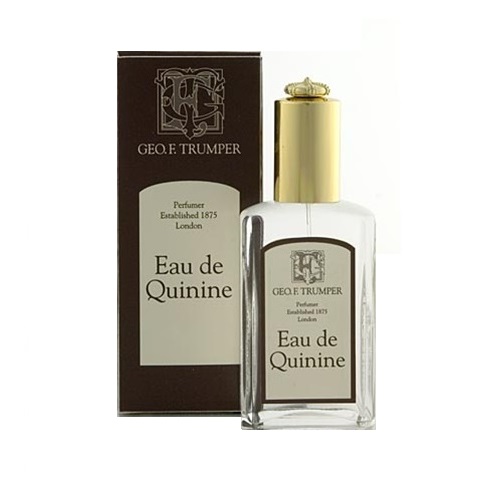 GEO. F. TRUMPER
Perfumer
Established 1875
London
Eau de
Quinine
GEO. F. TRUMPER
Perfumer
Established 1875
London
Eau de
Quinine